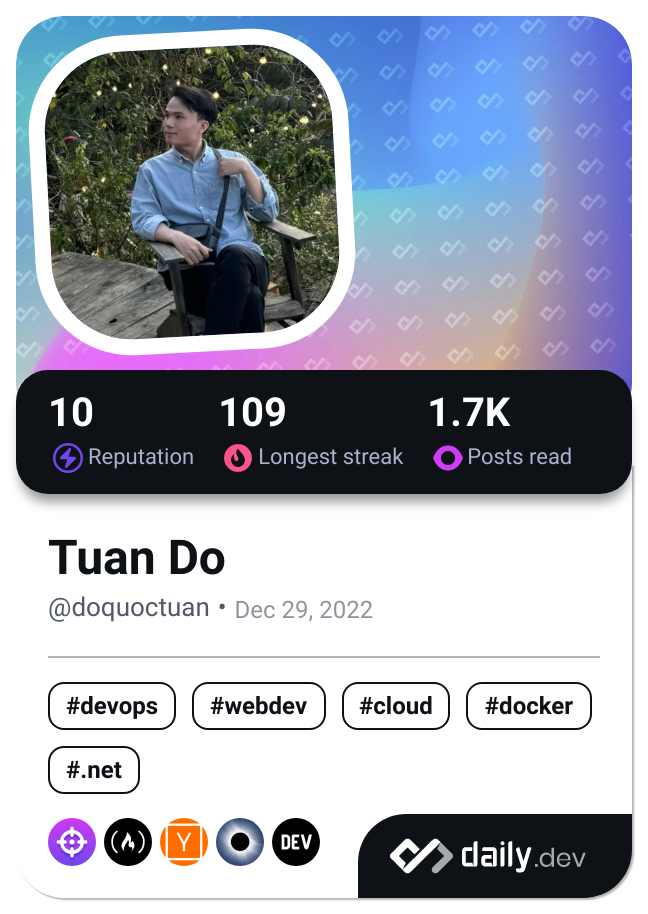 10 109 1.7K
Reputation Longest streak Posts read
Tuan Do
@doquoctuan • Dec 29, 2022
#devops #webdev #cloud #docker
#.net
Y DEV
daily.dev